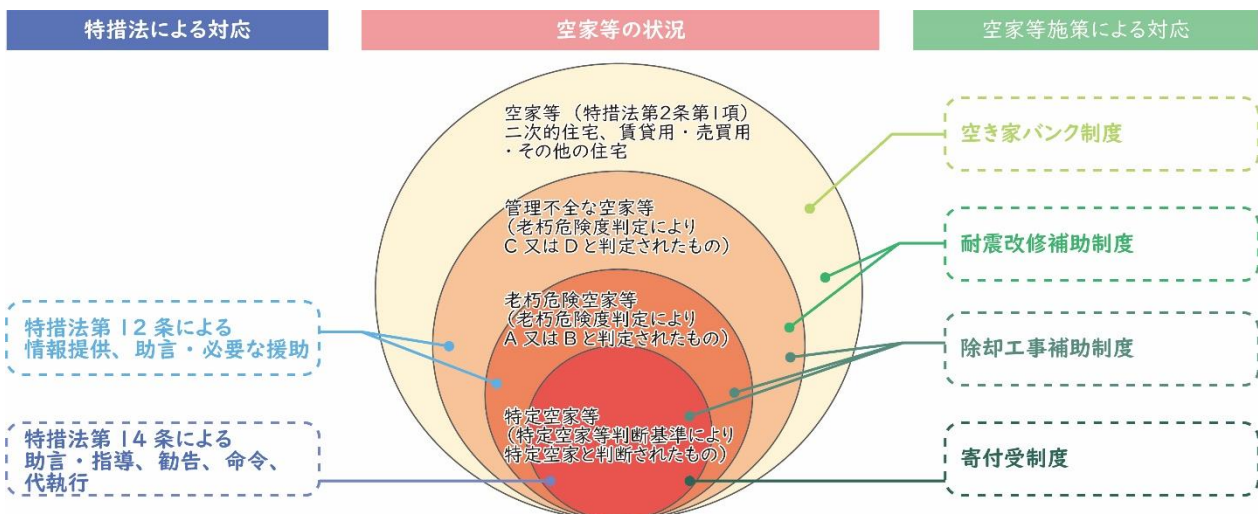 特措法による対応
空家等の状況
空家等施策による対応
空家等（特措法第2条第1項）
二次的住宅、賃貸用・売買用
・その他の住宅
管理不全な空家等
（老朽危険度判定により
C 又は D と判定されたもの）
老朽危険空家等
（老朽危険度判定により
A 又は B と判定されたもの）
特定空家等
（特定空家等判断基準により
特定空家と判断されたもの）
特措法第 12 条による
情報提供、助言・必要な援助
特措法第 14 条による
助言・指導、勧告、命令、
代執行
空き家バンク制度
耐震改修補助制度
除却工事補助制度
寄付受制度